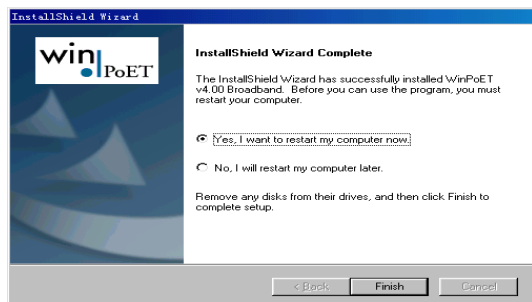 InstallShield Wizard
win
PoET
InstallShield Wizard Complete
The InstallShield Wizard has successfully installed WinPoET
v4.00 Broadband. Before you can use the program, you must
restart your computer.
Yes, I want to restart my computer now.
No, I will restart my computer later.
Remove any disks from their drives, and then click Finish to
complete setup.
< Back
Finish
Cancel